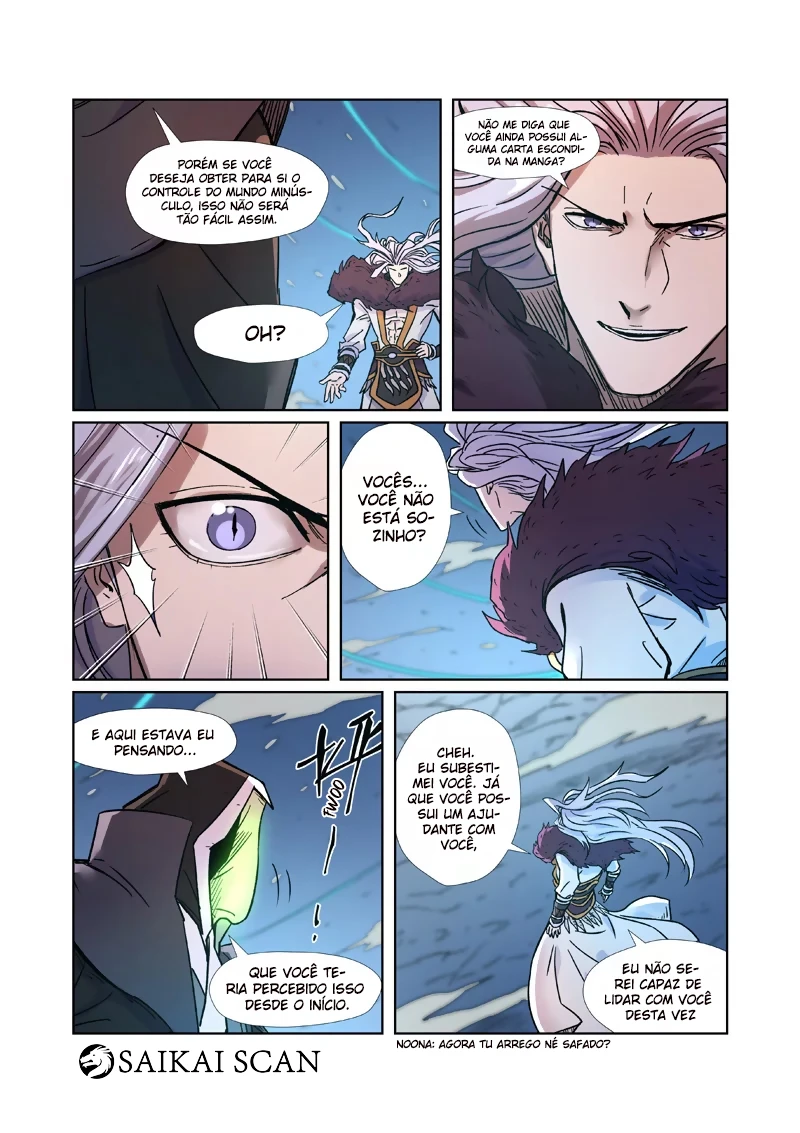 PORÉM SE VOCÊ
DESEJA OBTER PARA SI O
CONTROLE DO MUNDO MINÚS-
CULO, ISSO NÃO SERÁ
TÃO FÁCIL ASSIM.
OH?
NÃO ME DIGA QUE
VOCÊ AINDA POSSUI AL-
GUMA CARTA ESCONDI-
DA NA MANGA?
VOCÊS...
VOCÊ NÃO
ESTÁ SO-
ZINHO?
E AQUI ESTAVA EU
PENSANDO...
TWOO
QUE VOCÊ TE-
RIA PERCEBIDO ISSO
DESDE O INÍCIO.
CHEH.
EU SUBESTI-
MEI VOCÊ. JÁ
QUE VOCÊ POS-
SUI UM AJU-
DANTE COM
VOCÊ,
EU NÃO SE-
REI CAPAZ DE
LIDAR COM VOCÊ
DESTA VEZ
NOONA: AGORA TU ARREGO NÉ SAFADO?
SAIKAI SCAN